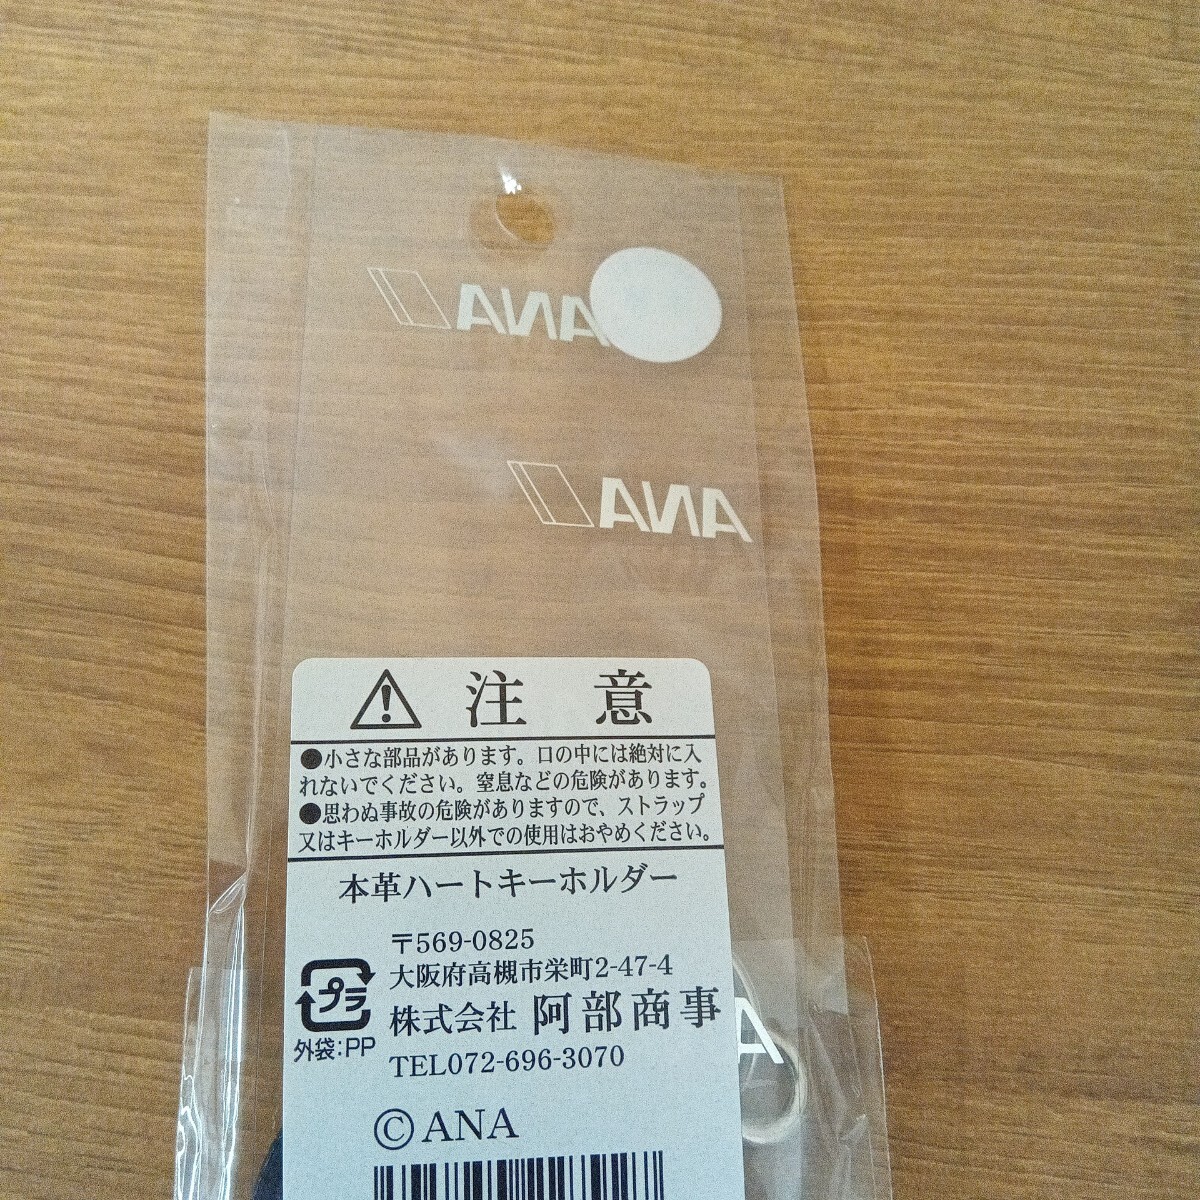 ANA
ANA
注意
●小さな部品があります。口の中には絶対に入
れないでください。窒息などの危険があります。
●思わぬ事故の危険がありますので、ストラップ
又はキーホルダー以外での使用はおやめください。
本革ハートキーホルダー
〒569-0825
大阪府高槻市栄町2-47-4
プラ
株式会社 阿部商事
外袋:PP
TEL072-696-3070
A
©ANA